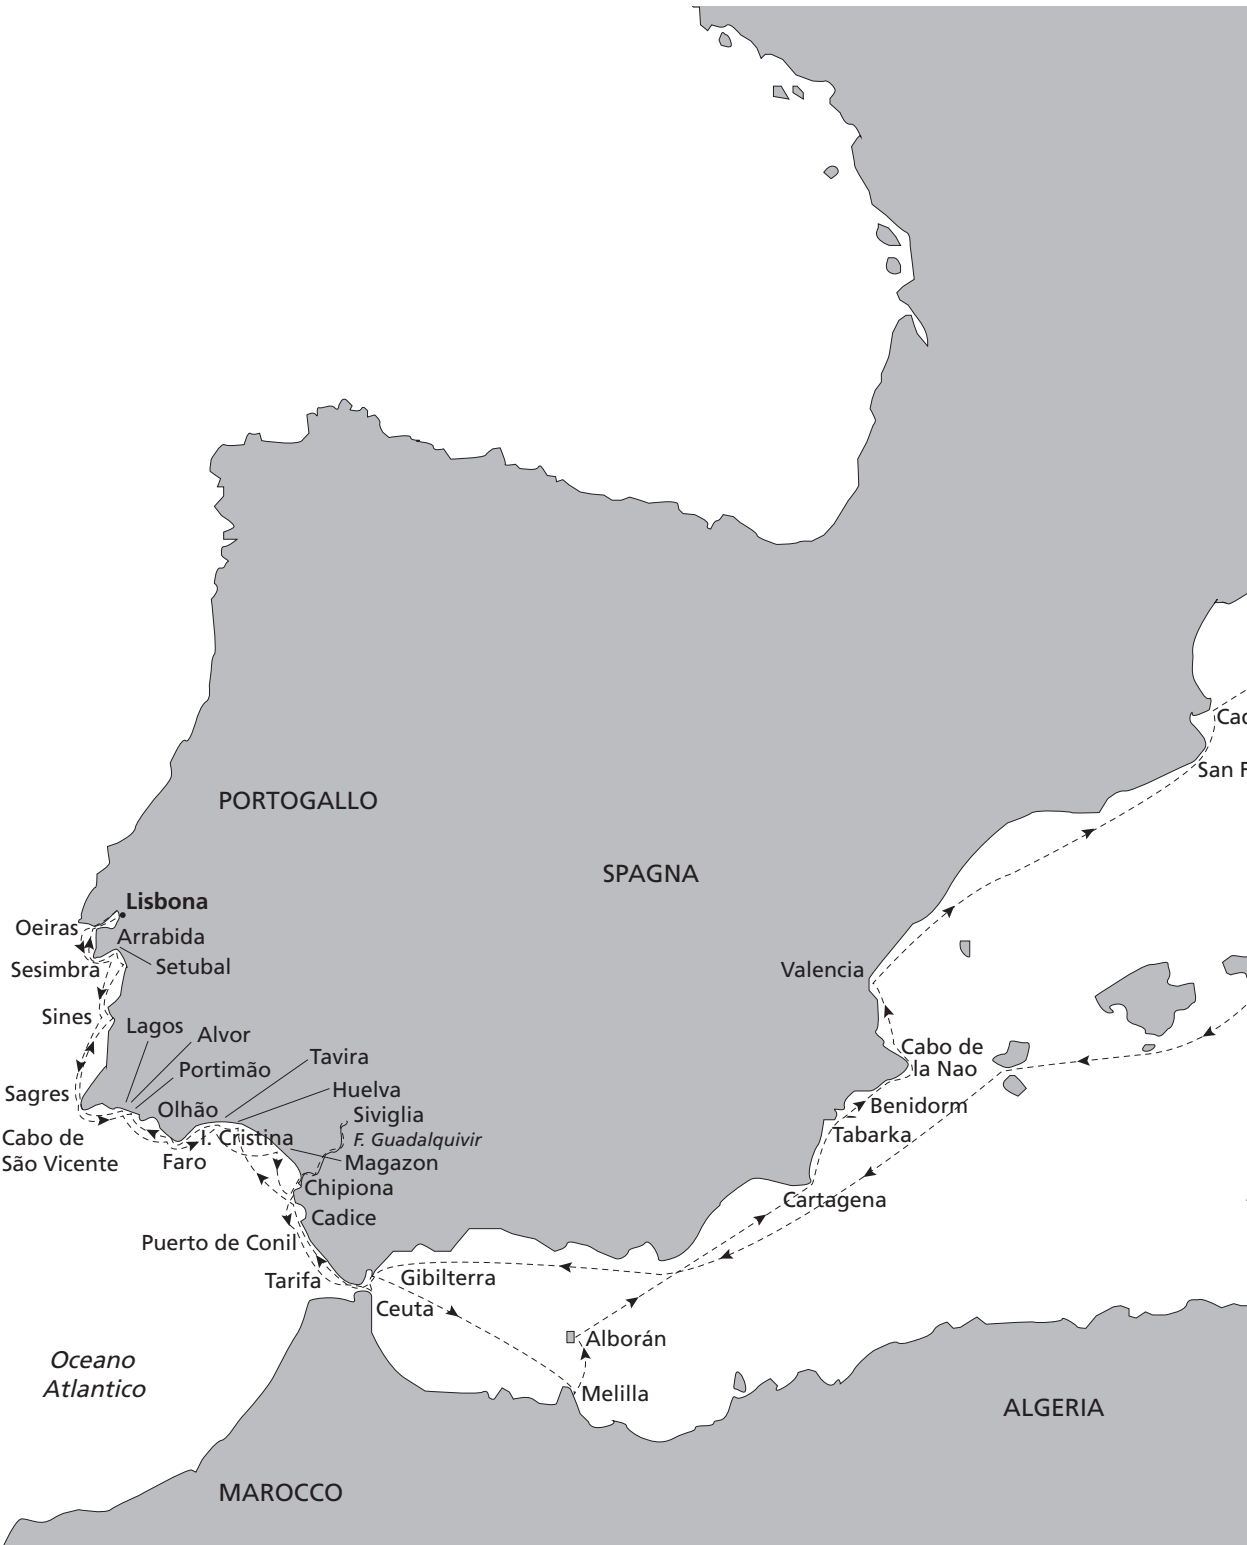 Cad
San F
PORTOGALLO
SPAGNA
Lisbona
Oeiras
Arrabida
Sesimbra
Setubal
Valencia
Sines
Lagos
Alvor
Cabo de
la Nao
Tavira
Portimão
Huelva
Sagres
Benidorm
Olhão
Siviglia
Tabarka
Cabo de
São Vicente
I. Cristina
F. Guadalquivir
Faro
Magazon
Chipiona
Cartagena
Cadice
Puerto de Conil
Tarifa
Gibilterra
Ceuta
Alborán
Oceano
Atlantico
Melilla
ALGERIA
MAROCCO